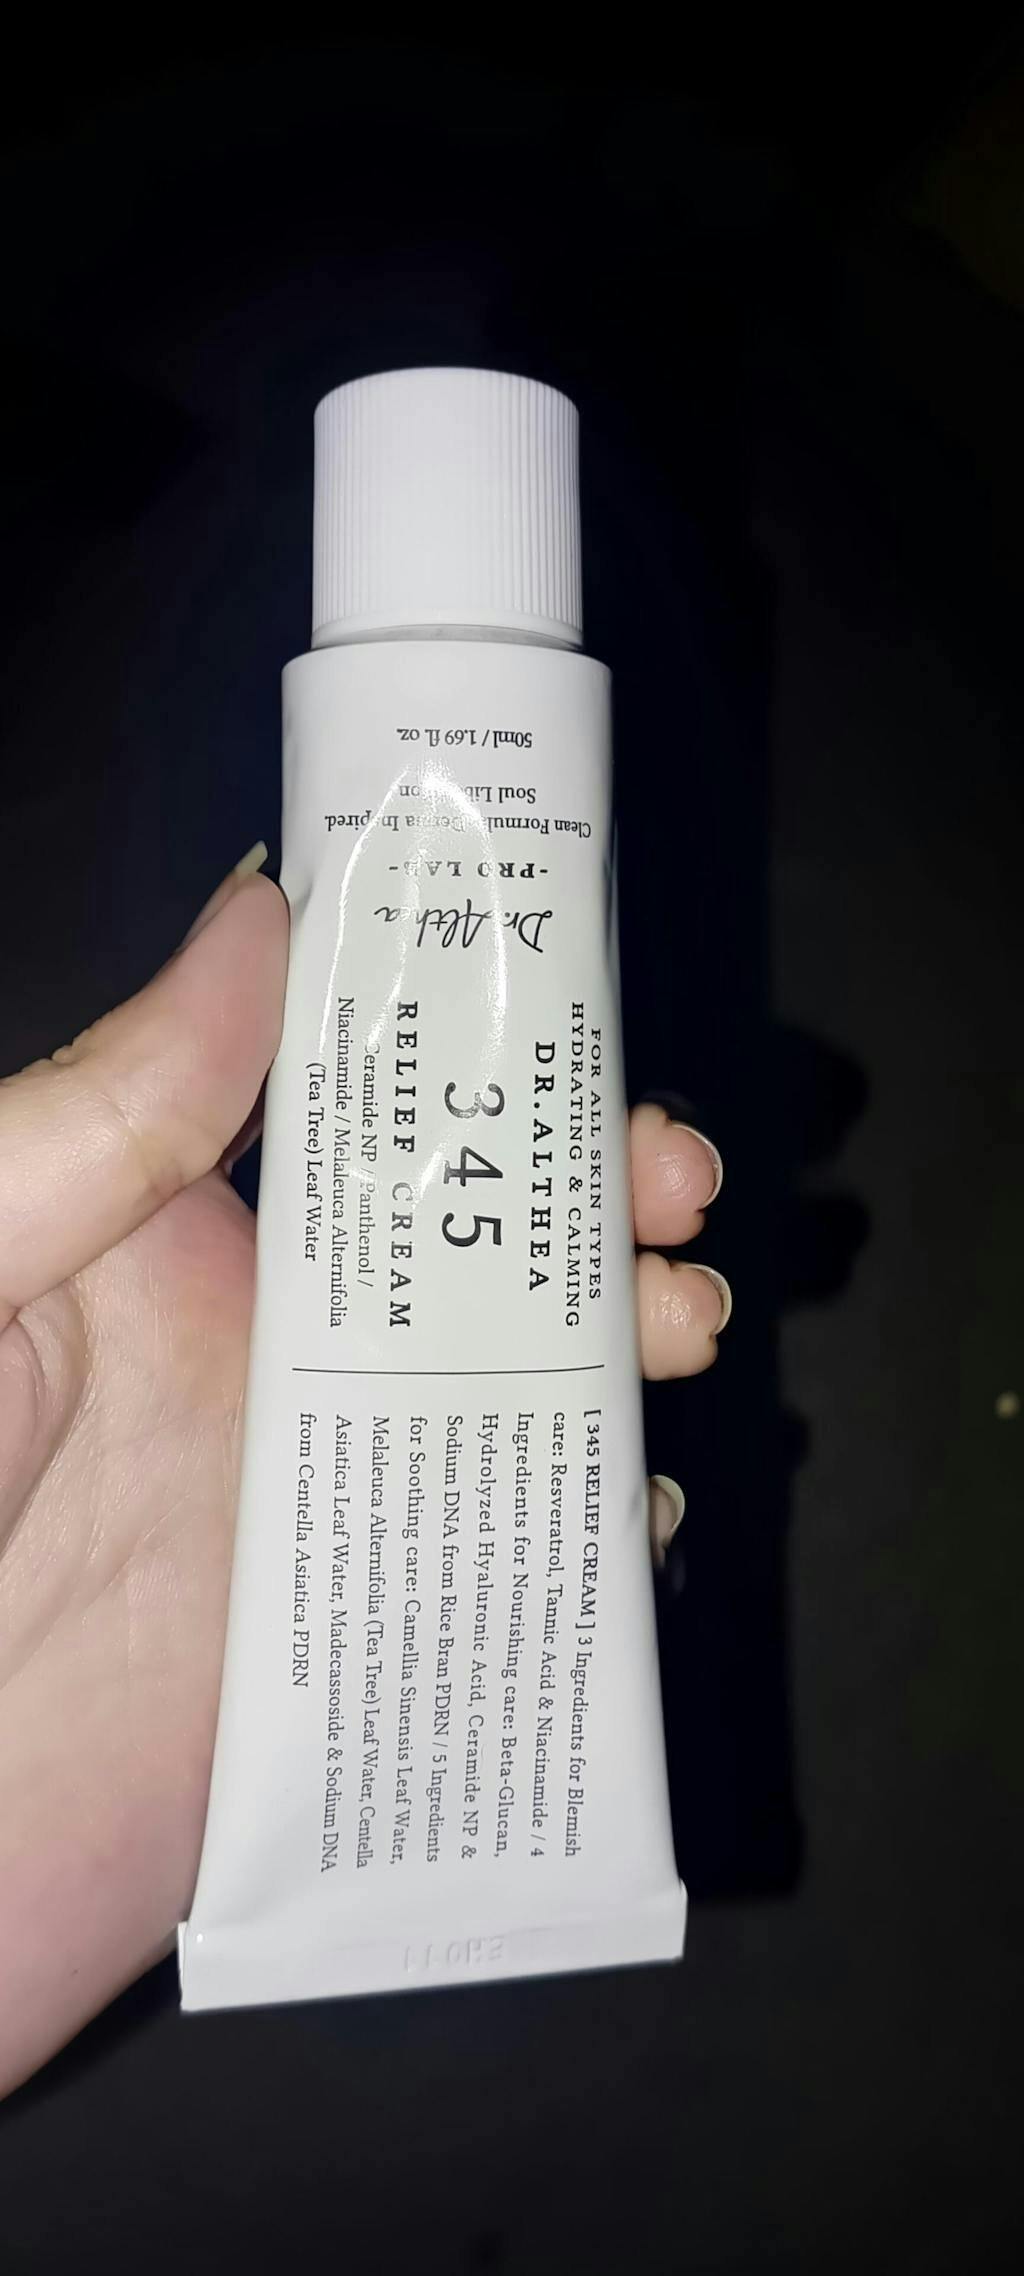 50ml / 1.69 fl. oz.
Soul Liberation
Clean Formula Derma Inspired
-PRO LAB-
Dr.Althea
FOR ALL SKIN TYPES
HYDRATING & CALMING
DR.ALTHEA
345
RELIEF CREAM
Ceramide NP / Panthenol /
Niacinamide / Melaleuca Alternifolia
(Tea Tree) Leaf Water
[ 345 RELIEF CREAM ] 3 Ingredients for Blemish
care: Resveratrol, Tannic Acid & Niacinamide / 4
Ingredients for Nourishing care: Beta-Glucan,
Hydrolyzed Hyaluronic Acid, Ceramide NP &
Sodium DNA from Rice Bran PDRN / 5 Ingredients
for Soothing care: Camellia Sinensis Leaf Water,
Melaleuca Alternifolia (Tea Tree) Leaf Water, Centella
Asiatica Leaf Water, Madecassoside & Sodium DNA
from Centella Asiatica PDRN